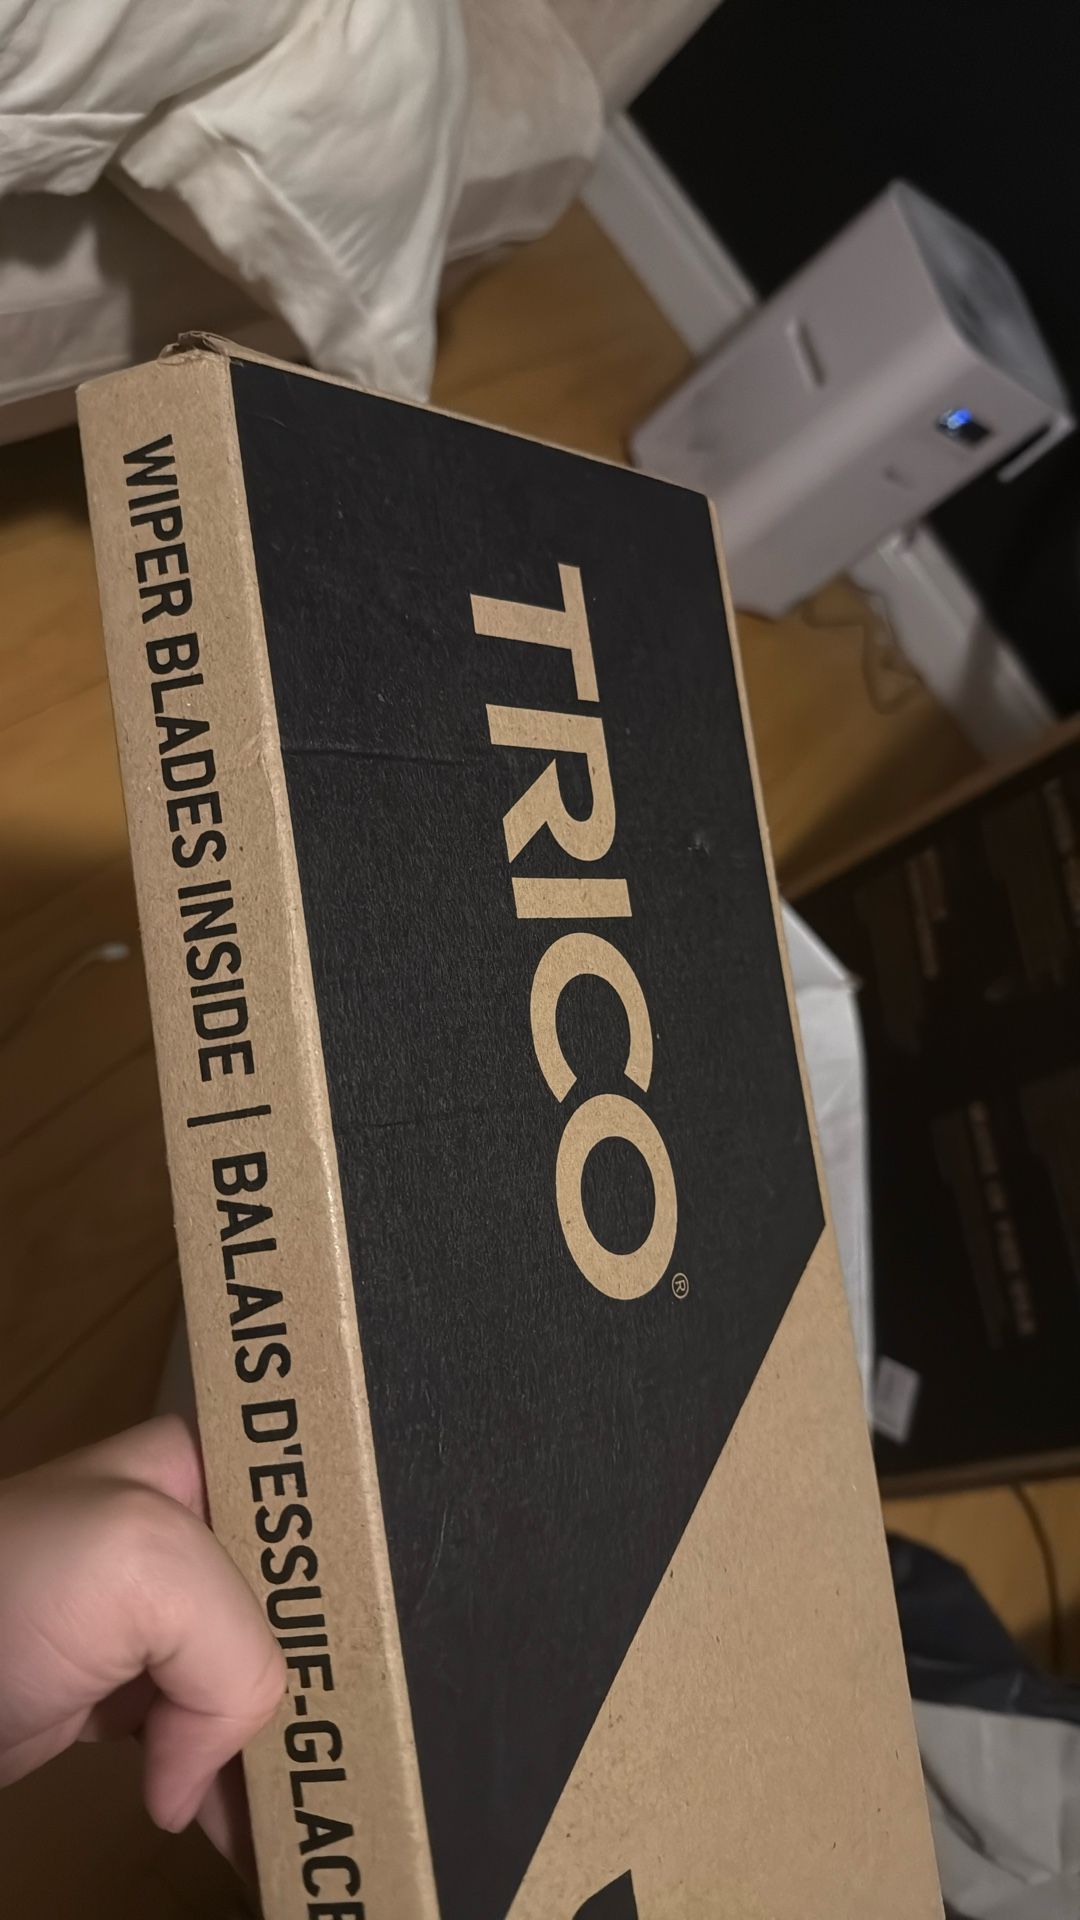 TRICO®
WIPER BLADES INSIDE | BALAIS D'ESSUIE-GLACE